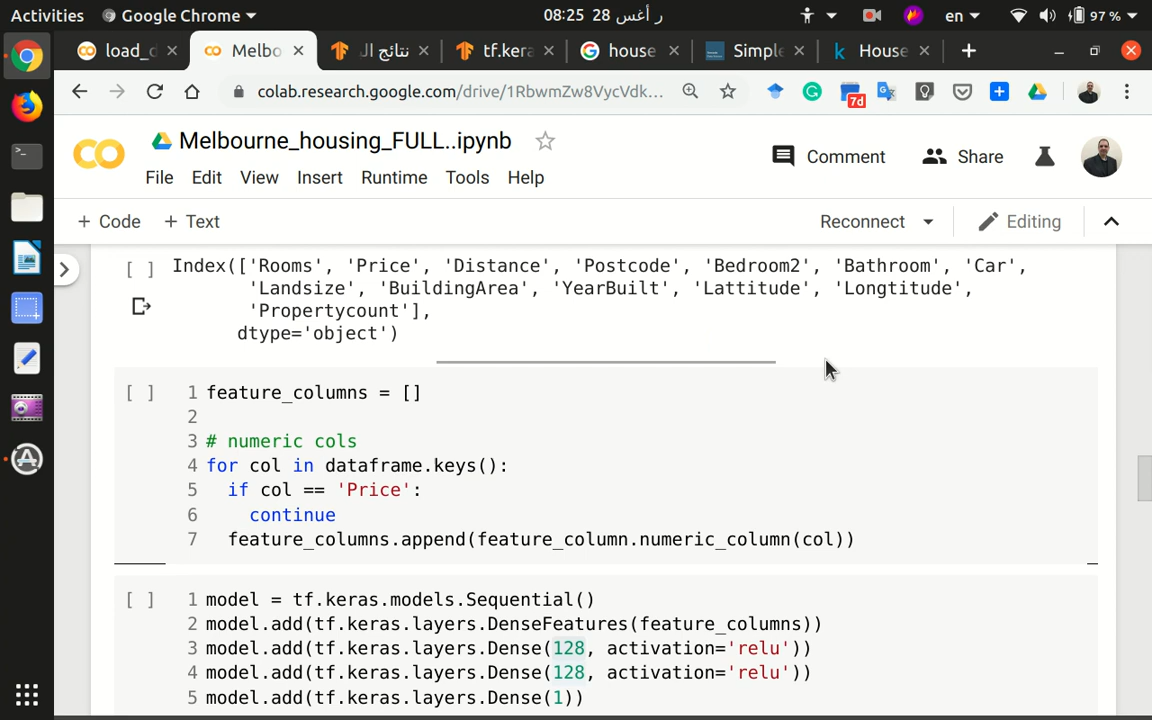 Activities Google Chrome 08:25 28 ر أغس en 97 %
load_c Melbo نتائج ال tf.kera house Simple House
colab.research.google.com/drive/1RbwmZw8VycVdk... 7d
Melbourne_housing_FULL..ipynb
Comment Share
File Edit View Insert Runtime Tools Help
+ Code + Text Reconnect Editing
[ ] Index(['Rooms', 'Price', 'Distance', 'Postcode', 'Bedroom2', 'Bathroom', 'Car',
'Landsize', 'BuildingArea', 'YearBuilt', 'Lattitude', 'Longtitude',
'Propertycount'],
dtype='object')
[ ] 1 feature_columns = []
2
3 # numeric cols
4 for col in dataframe.keys():
5 if col == 'Price':
6 continue
7 feature_columns.append(feature_column.numeric_column(col))
[ ] 1 model = tf.keras.models.Sequential()
2 model.add(tf.keras.layers.DenseFeatures(feature_columns))
3 model.add(tf.keras.layers.Dense(128, activation='relu'))
4 model.add(tf.keras.layers.Dense(128, activation='relu'))
5 model.add(tf.keras.layers.Dense(1))